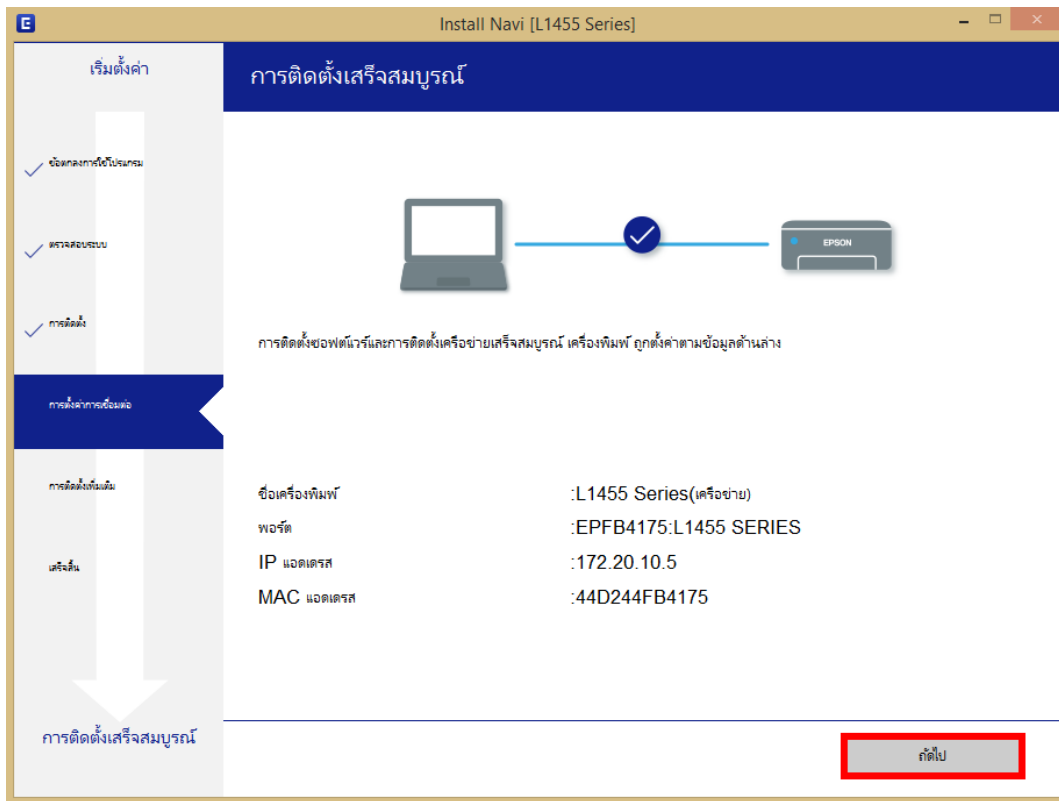 Install Navi [L1455 Series]
เริ่มตั้งค่า
การติดตั้งเสร็จสมบูรณ์
ข้อตกลงการใช้โปรแกรม
ตรวจสอบระบบ
EPSON
การติดตั้ง
การติดตั้งซอฟต์แวร์และการติดตั้งเครือข่ายเสร็จสมบูรณ์ เครื่องพิมพ์ ถูกตั้งค่าตามข้อมูลด้านล่าง
การตั้งค่าการเชื่อมต่อ
การติดตั้งเพิ่มเติม
ชื่อเครื่องพิมพ์ :L1455 Series(เครือข่าย)
พอร์ต :EPFB4175:L1455 SERIES
IP แอดเดรส :172.20.10.5
เสร็จสิ้น
MAC แอดเดรส :44D244FB4175
การติดตั้งเสร็จสมบูรณ์
ถัดไป